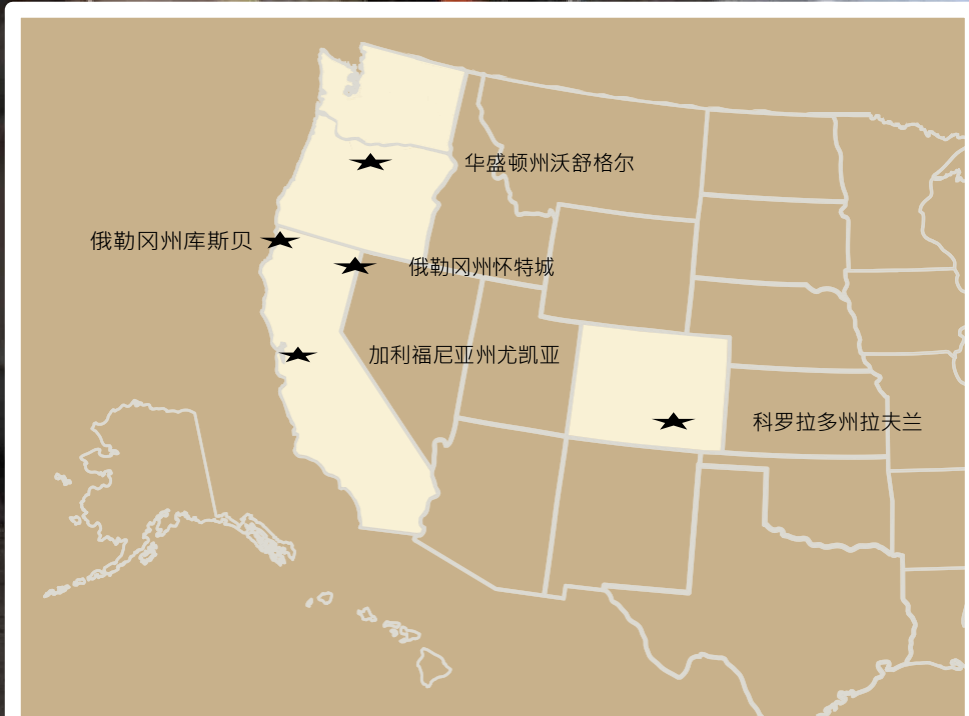 华盛顿州沃舒格尔
俄勒冈州库斯贝
俄勒冈州怀特城
加利福尼亚州尤凯亚
科罗拉多州拉夫兰